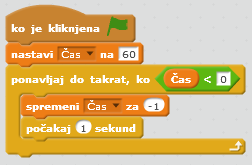 ko je kliknjena
nastavi Čas na 60
ponavljaj do takrat, ko Čas < 0
spremeni Čas za -1
počakaj 1 sekund